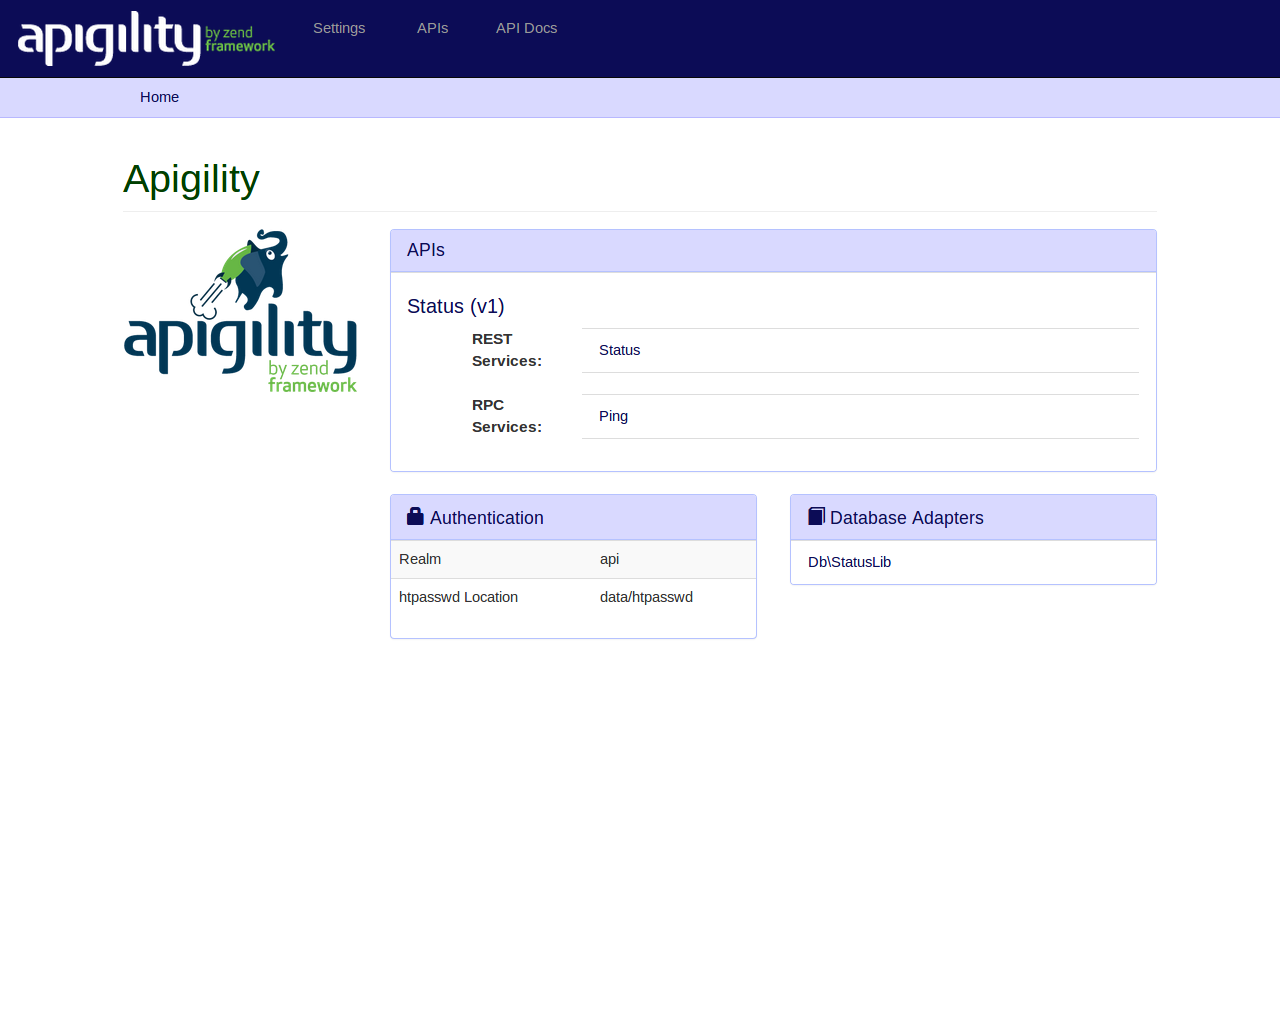 apigility by zend framework Settings APIs API Docs
Home
Apigility
apigility
by zend
framework
APIs
Status (v1)
REST
Services:
Status
RPC
Services:
Ping
Authentication
Realm api
htpasswd Location data/htpasswd
Database Adapters
Db\StatusLib